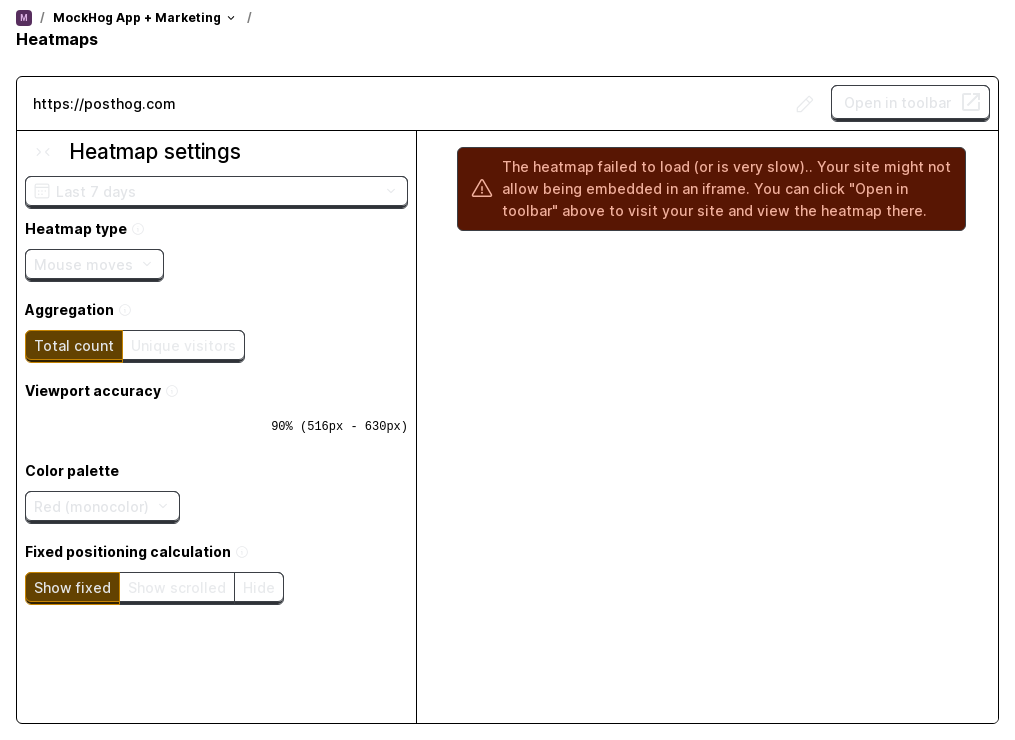 M / MockHog App + Marketing /
Heatmaps
https://posthog.com
Open in toolbar
Heatmap settings
Last 7 days
Heatmap type
Mouse moves
Aggregation
Total count Unique visitors
Viewport accuracy
90% (516px - 630px)
Color palette
Red (monocolor)
Fixed positioning calculation
Show fixed Show scrolled Hide
The heatmap failed to load (or is very slow).. Your site might not
allow being embedded in an iframe. You can click "Open in
toolbar" above to visit your site and view the heatmap there.